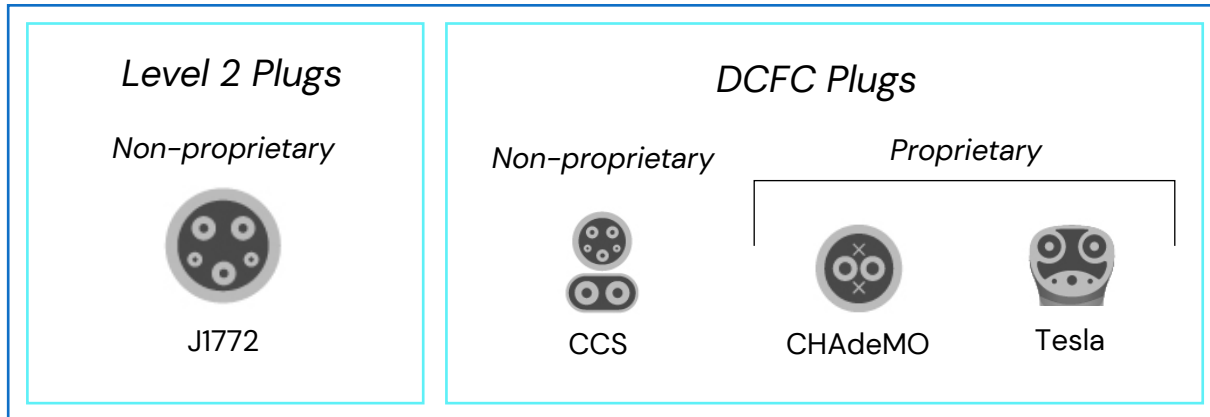 Level 2 Plugs
Non-proprietary
J1772
DCFC Plugs
Non-proprietary
Proprietary
CCS
CHAdeMO
Tesla